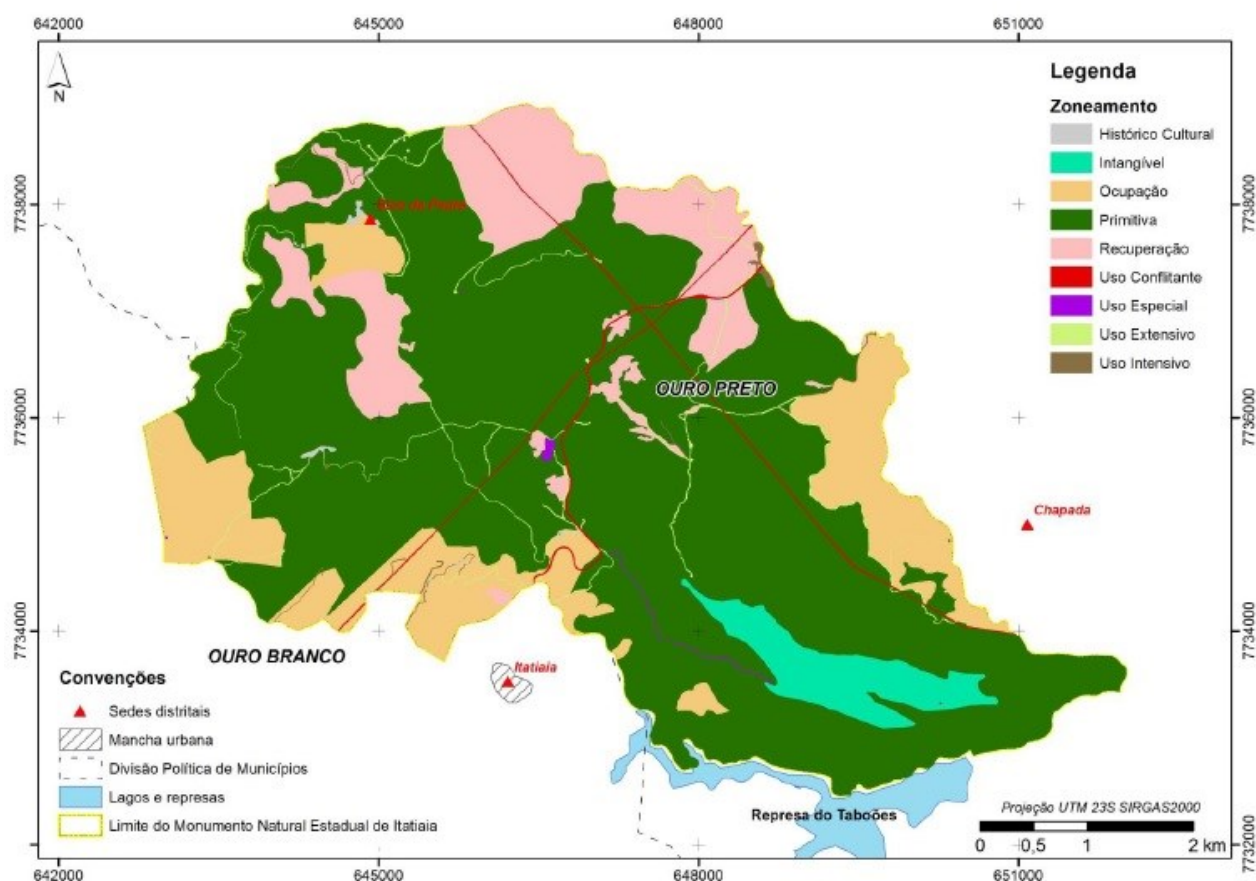 642000
645000
648000
651000
N
Legenda
Zoneamento
Histórico Cultural
Intangível
Ocupação
Primitiva
Recuperação
Uso Conflitante
Uso Especial
Uso Extensivo
Uso Intensivo
7738000
7738000
7736000
7736000
OURO PRETO
Chapada
7734000
7734000
OURO BRANCO
Itatiaia
Convenções
Sedes distritais
Mancha urbana
Divisão Política de Municípios
Lagos e represas
Limite do Monumento Natural Estadual de Itatiaia
Represa do Taboões
Projeção UTM 23S SIRGAS2000
0 0,5 1 2 km
7732000
7732000
642000
645000
648000
651000